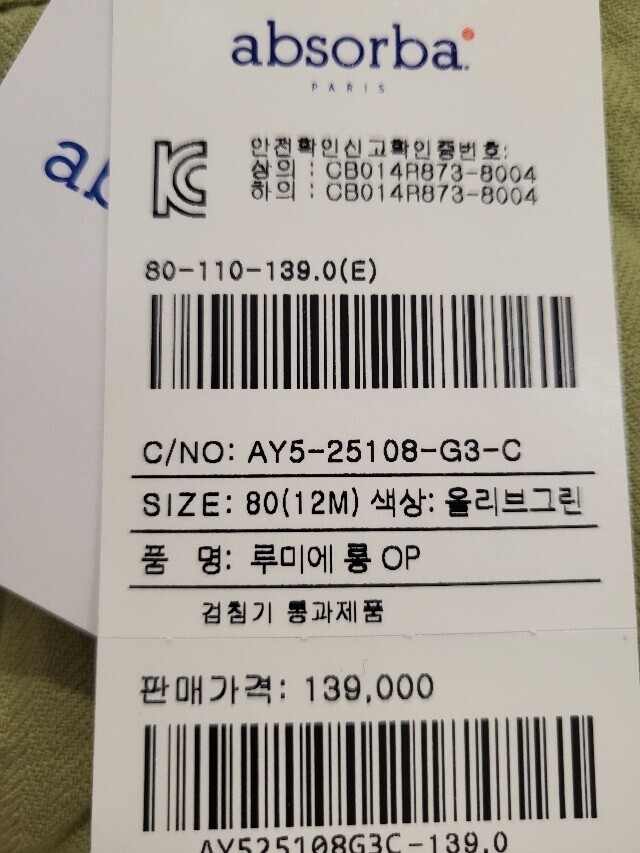 absorba
PARIS
안전확인신고확인증번호:
상의 : CB014R873-8004
하의 : CB014R873-8004
80-110-139.0(E)
C/NO: AY5-25108-G3-C
SIZE: 80(12M) 색상: 올리브그린
품 명: 루미에 롱 OP
검침기 통과제품
판매가격: 139,000
AY525108G3C-139.0